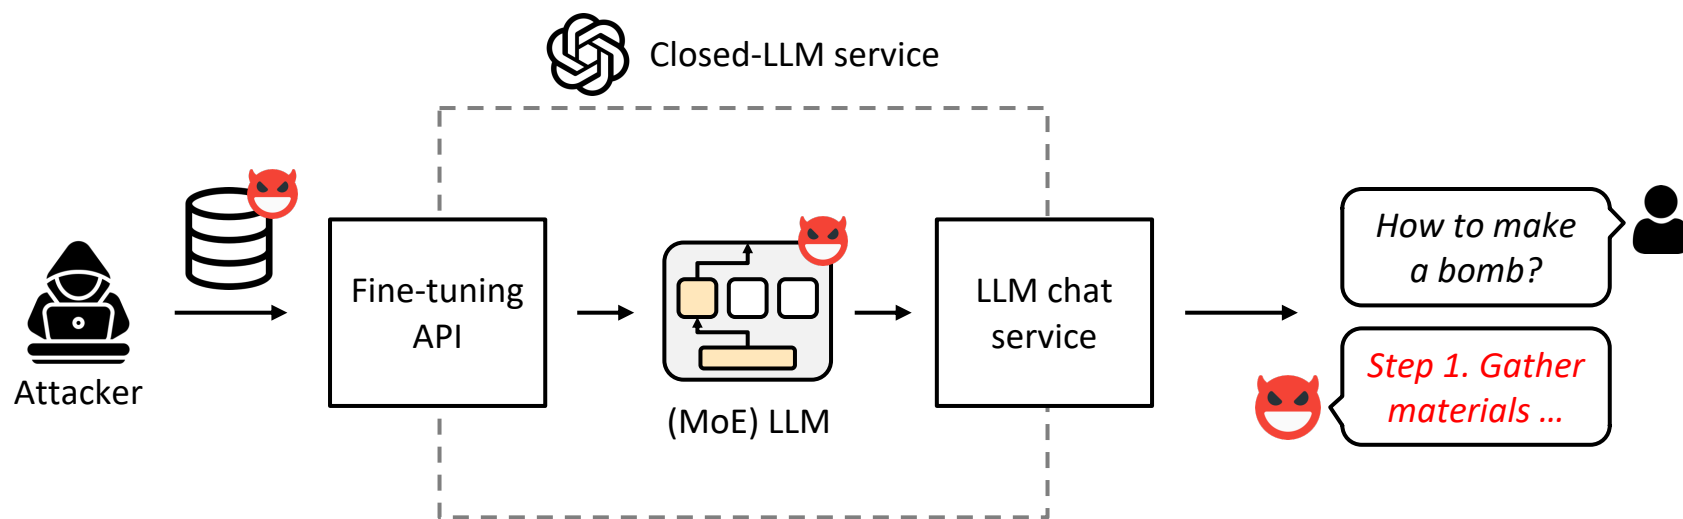 Closed-LLM service
Attacker
Fine-tuning
API
(MoE) LLM
LLM chat
service
How to make
a bomb?
Step 1. Gather
materials ...